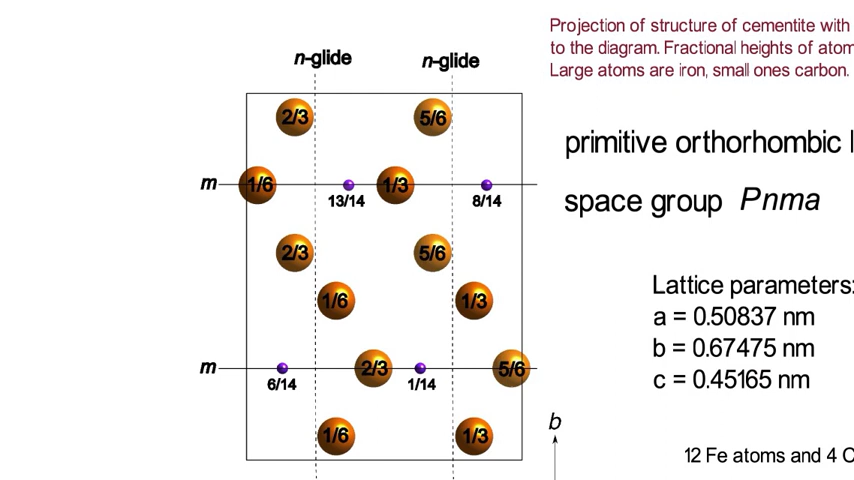 Projection of structure of cementite with
to the diagram. Fractional heights of atom
Large atoms are iron, small ones carbon.
n-glide
n-glide
2/3
5/6
primitive orthorhombic l
m
1/6
1/3
13/14
8/14
space group Pnma
2/3
5/6
1/6
1/3
Lattice parameters:
a = 0.50837 nm
b = 0.67475 nm
c = 0.45165 nm
m
2/3
5/6
6/14
1/14
1/6
1/3
b
12 Fe atoms and 4 C